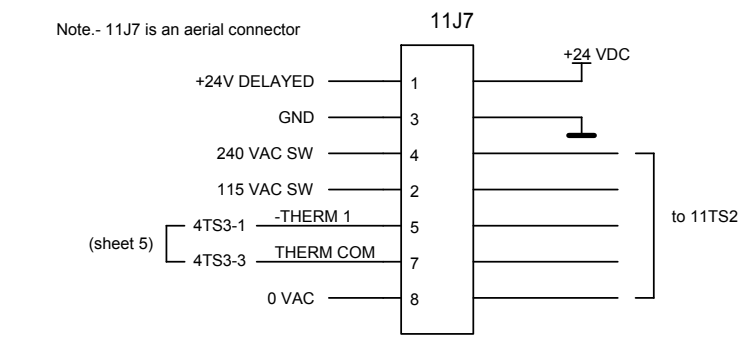 Note.- 11J7 is an aerial connector
11J7
+24V DELAYED 1 +24 VDC
GND 3
240 VAC SW 4
115 VAC SW 2 to 11TS2
(sheet 5) 4TS3-1 -THERM 1 5
4TS3-3 THERM COM 7
0 VAC 8